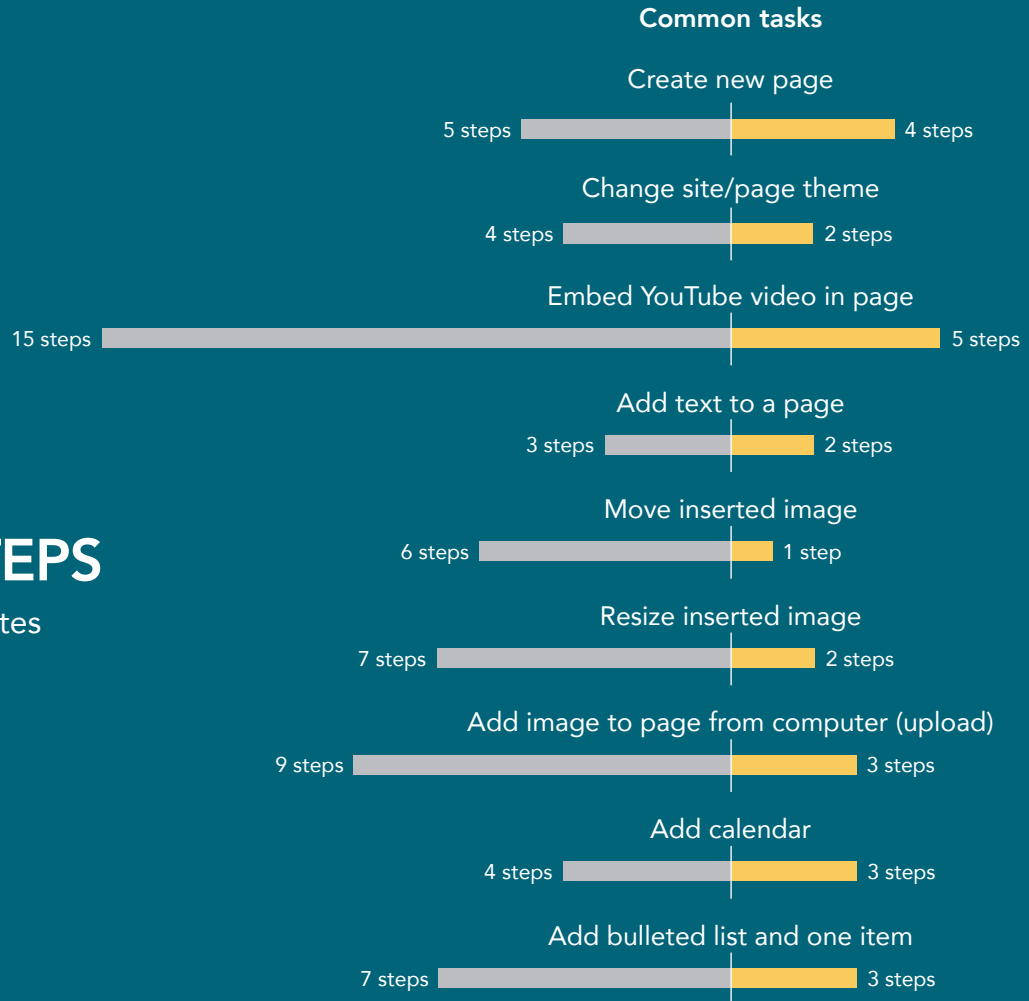 Common tasks
Create new page
5 steps 4 steps
Change site/page theme
4 steps 2 steps
Embed YouTube video in page
15 steps 5 steps
Add text to a page
3 steps 2 steps
Move inserted image
6 steps 1 step
TEPS
tes
Resize inserted image
7 steps 2 steps
Add image to page from computer (upload)
9 steps 3 steps
Add calendar
4 steps 3 steps
Add bulleted list and one item
7 steps 3 steps